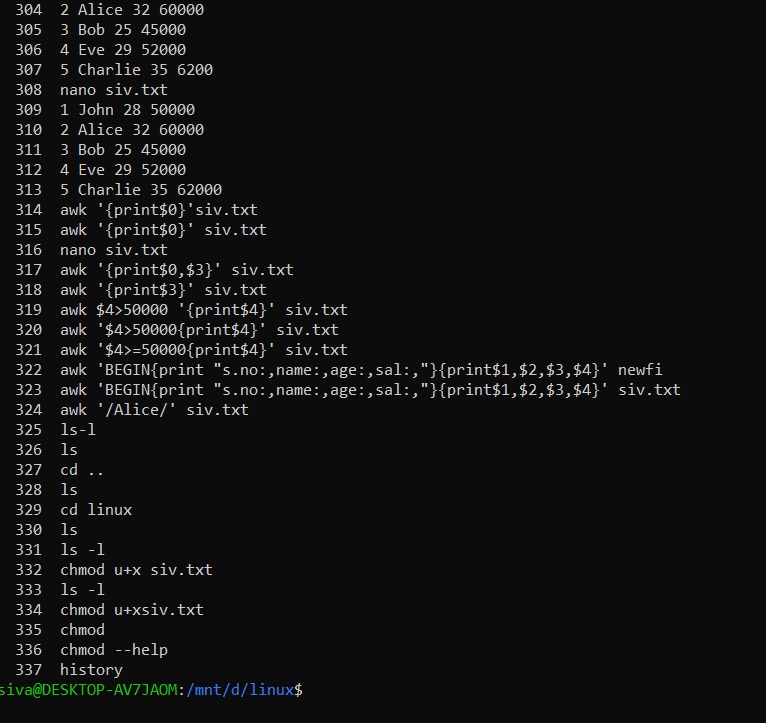 304 2 Alice 32 60000
305 3 Bob 25 45000
306 4 Eve 29 52000
307 5 Charlie 35 6200
308 nano siv.txt
309 1 John 28 50000
310 2 Alice 32 60000
311 3 Bob 25 45000
312 4 Eve 29 52000
313 5 Charlie 35 62000
314 awk '{print$0}'siv.txt
315 awk '{print$0}' siv.txt
316 nano siv.txt
317 awk '{print$0,$3}' siv.txt
318 awk '{print$3}' siv.txt
319 awk $4>50000 '{print$4}' siv.txt
320 awk '$4>50000{print$4}' siv.txt
321 awk '$4>=50000{print$4}' siv.txt
322 awk 'BEGIN{print "s.no:,name:,age:,sal:,"}{print$1,$2,$3,$4}' newfi
323 awk 'BEGIN{print "s.no:,name:,age:,sal:,"}{print$1,$2,$3,$4}' siv.txt
324 awk '/Alice/' siv.txt
325 ls-l
326 ls
327 cd ..
328 ls
329 cd linux
330 ls
331 ls -l
332 chmod u+x siv.txt
333 ls -l
334 chmod u+xsiv.txt
335 chmod
336 chmod --help
337 history
siva@DESKTOP-AV7JAOM:/mnt/d/linux$